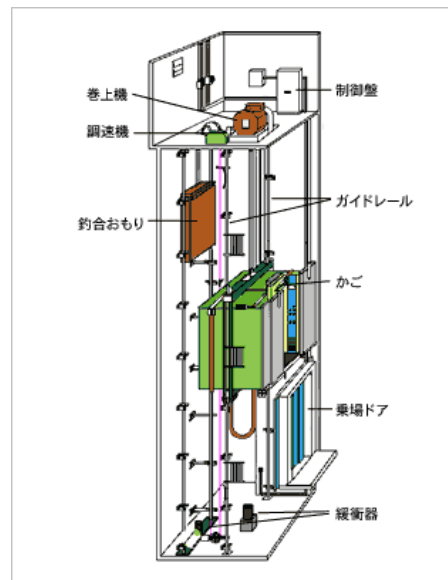 巻上機
制御盤
調速機
ガイドレール
釣合おもり
かご
乗場ドア
緩衝器